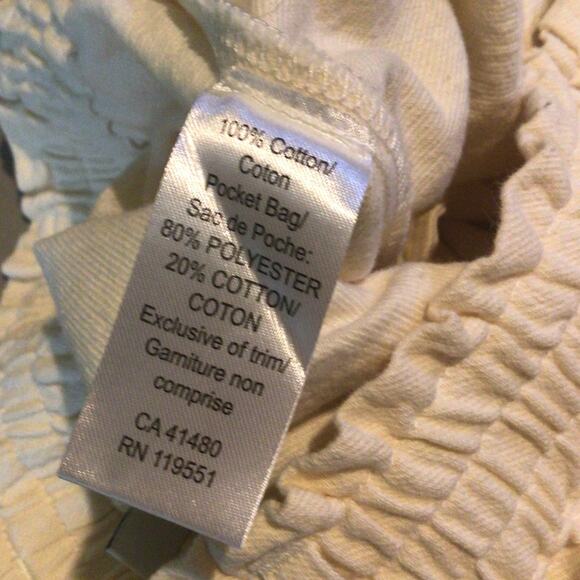 100% Cotton/
Coton
Pocket Bag/
Sac de Poche:
80% POLYESTER
20% COTTON/
COTON
Exclusive of trim/
Garniture non
comprise
CA 41480
RN 119551